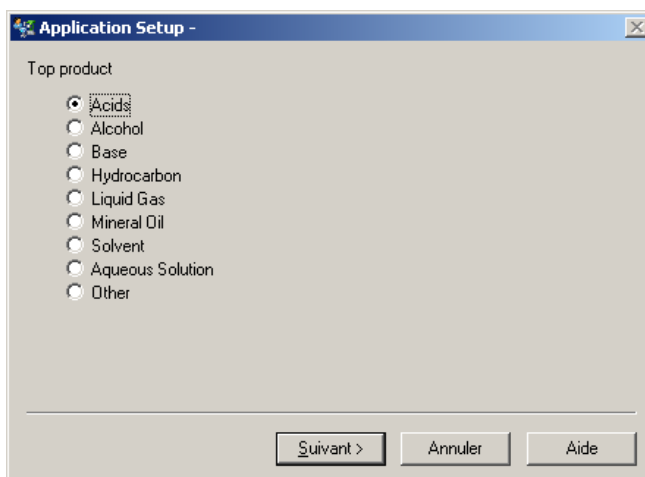 Application Setup -
Top product
Acids
Alcohol
Base
Hydrocarbon
Liquid Gas
Mineral Oil
Solvent
Aqueous Solution
Other
Suivant >
Annuler
Aide